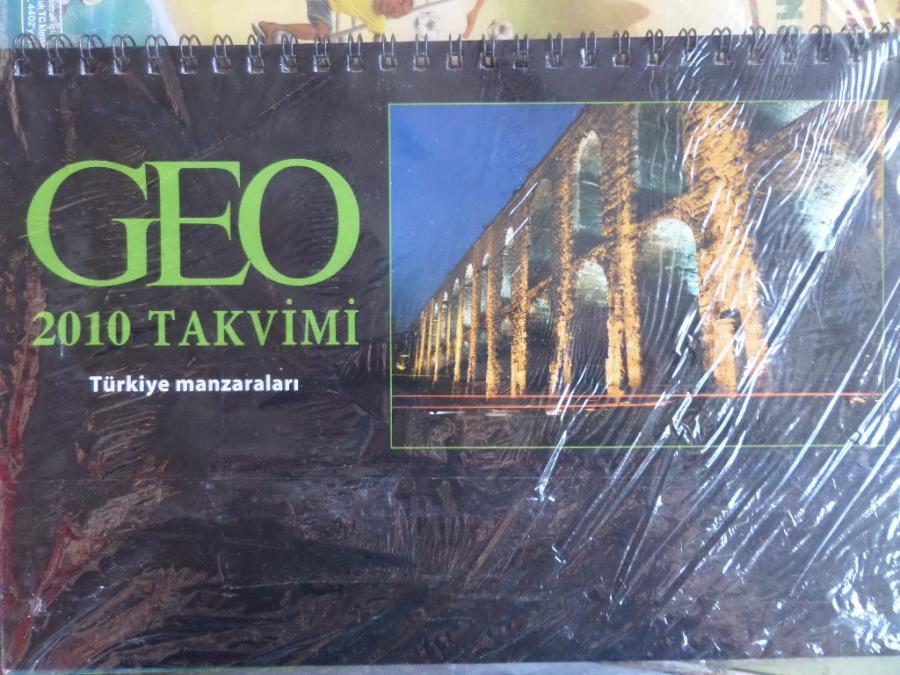 GEO
2010 TAKVİMİ
Türkiye manzaraları